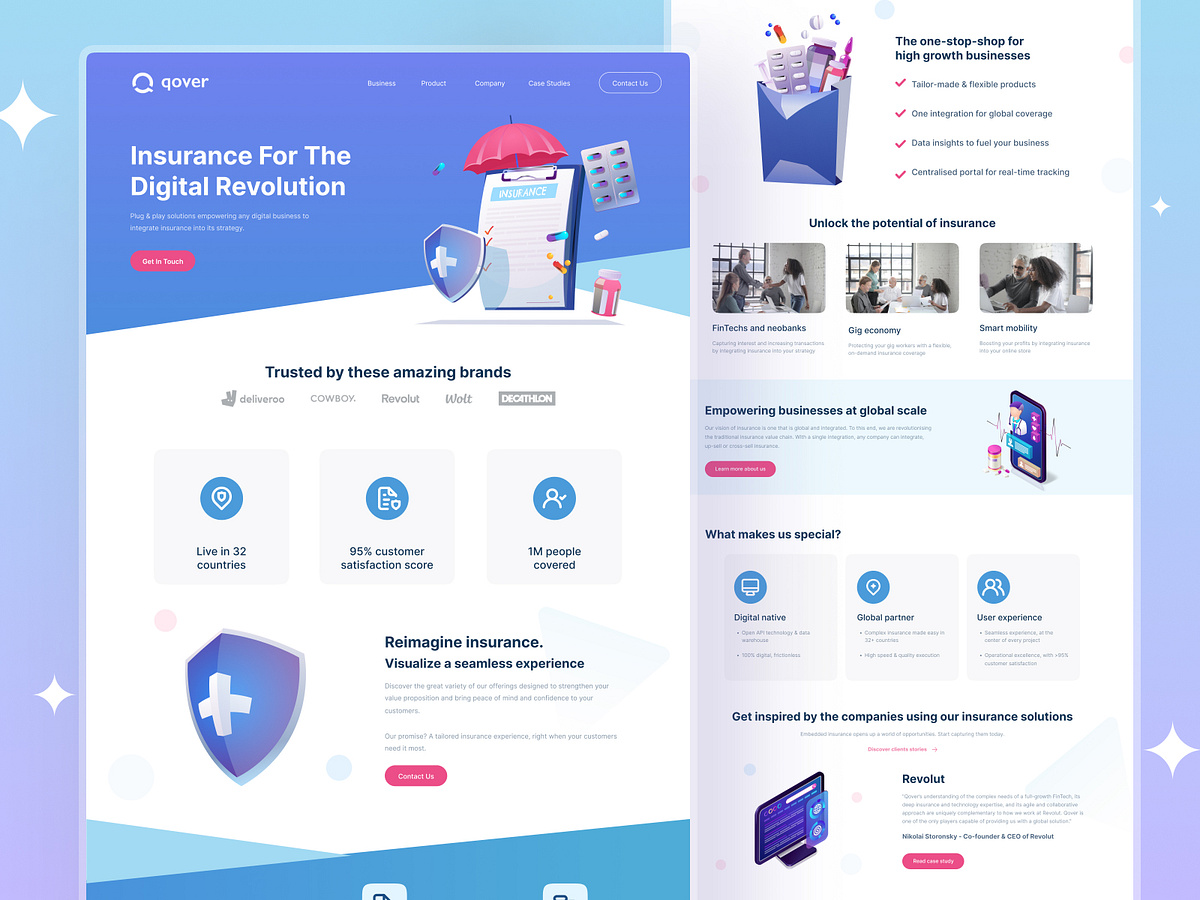 qover
Business Product Company Case Studies Contact Us
Insurance For The
Digital Revolution
Plug & play solutions empowering any digital business to
integrate insurance into its strategy.
Get In Touch
INSURANCE
Trusted by these amazing brands
deliveroo COWBOY. Revolut Wolt DECATHLON
Live in 32
countries
95% customer
satisfaction score
1M people
covered
Reimagine insurance.
Visualize a seamless experience
Discover the great variety of our offerings designed to strengthen your
value proposition and bring peace of mind and confidence to your
customers.
Our promise? A tailored insurance experience, right when your customers
need it most.
Contact Us
The one-stop-shop for
high growth businesses
Tailor-made & flexible products
One integration for global coverage
Data insights to fuel your business
Centralised portal for real-time tracking
Unlock the potential of insurance
FinTechs and neobanks
Capturing interest and increasing transactions
by integrating insurance into your strategy
Gig economy
Protecting your gig workers with a flexible,
on-demand insurance coverage
Smart mobility
Boosting your profits by integrating insurance
into your online store
Empowering businesses at global scale
Our vision of insurance is one that is global and integrated. To this end, we are revolutionising
the traditional insurance value chain. With a single integration, any company can integrate,
up-sell or cross-sell insurance.
Learn more about us
What makes us special?
Digital native
• Open API technology & data
warehouse
• 100% digital, frictionless
Global partner
• Complex insurance made easy in
32+ countries
• High speed & quality execution
User experience
• Seamless experience, at the
center of every project
• Operational excellence, with >95%
customer satisfaction
Get inspired by the companies using our insurance solutions
Embedded insurance opens up a world of opportunities. Start capturing them today.
Discover clients stories →
Revolut
"Qover's understanding of the complex needs of a full-growth FinTech, its
deep insurance and technology expertise, and its agile and collaborative
approach are uniquely complementary to how we work at Revolut. Qover is
one of the only players capable of providing us with a global solution."
Nikolai Storonsky - Co-founder & CEO of Revolut
Read case study